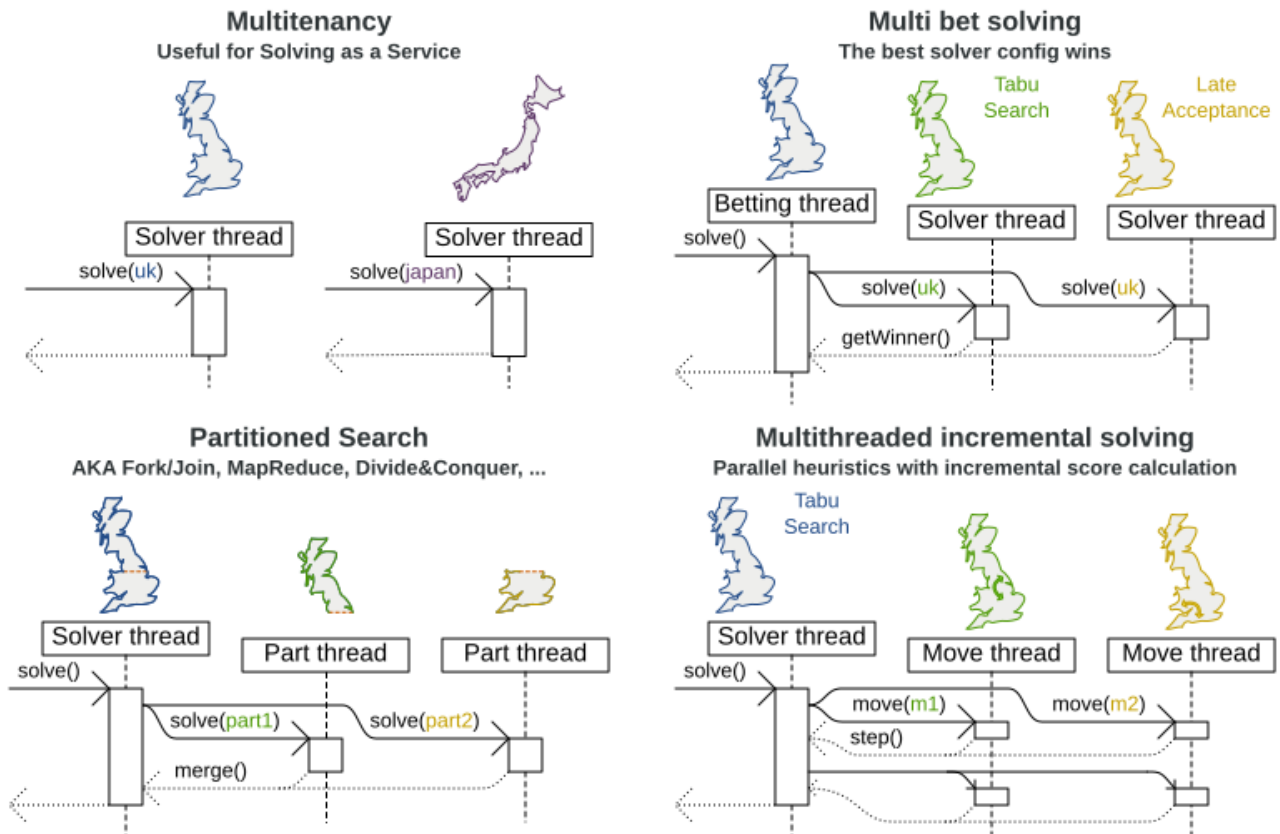 Multitenancy
Useful for Solving as a Service
Solver thread
Solver thread
solve(uk)
solve(japan)
Multi bet solving
The best solver config wins
Tabu
Search
Late
Acceptance
Betting thread
Solver thread
Solver thread
solve()
solve(uk)
solve(uk)
getWinner()
Partitioned Search
AKA Fork/Join, MapReduce, Divide&Conquer, ...
Solver thread
Part thread
Part thread
solve()
solve(part1)
solve(part2)
merge()
Multithreaded incremental solving
Parallel heuristics with incremental score calculation
Tabu
Search
Solver thread
Move thread
Move thread
solve()
move(m1)
move(m2)
step()